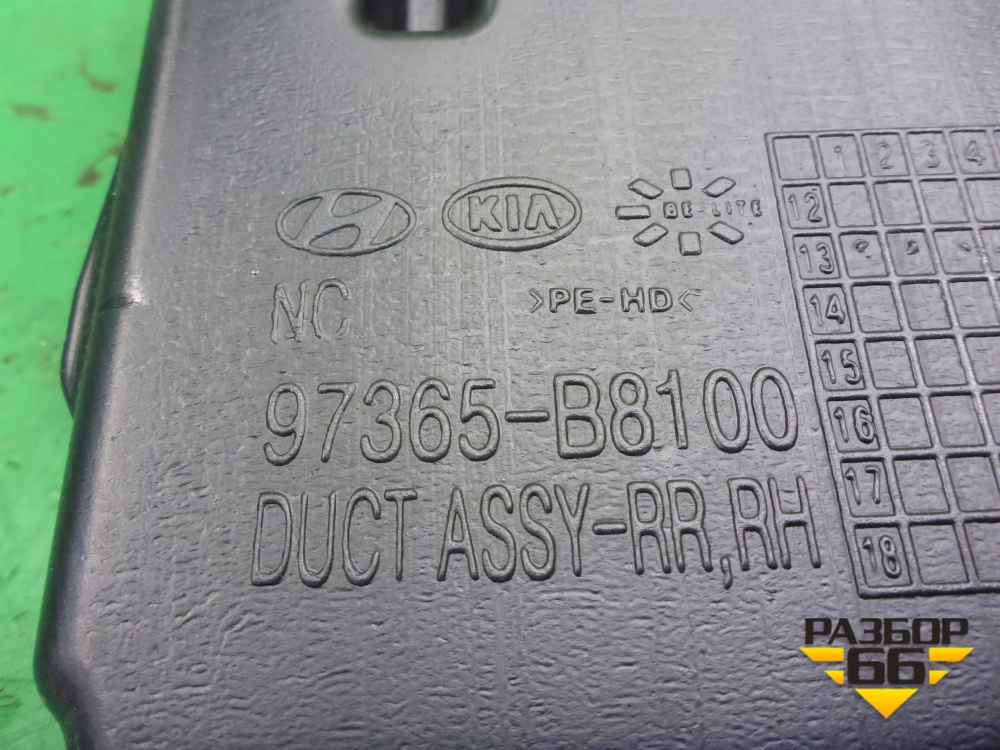 KIA
BE-LITE
NC
>PE-HD<
97365-B8100
DUCT ASSY-RR,RH
1 2 3 4
12
13
14
15
16
17
18
РАЗБОР
66